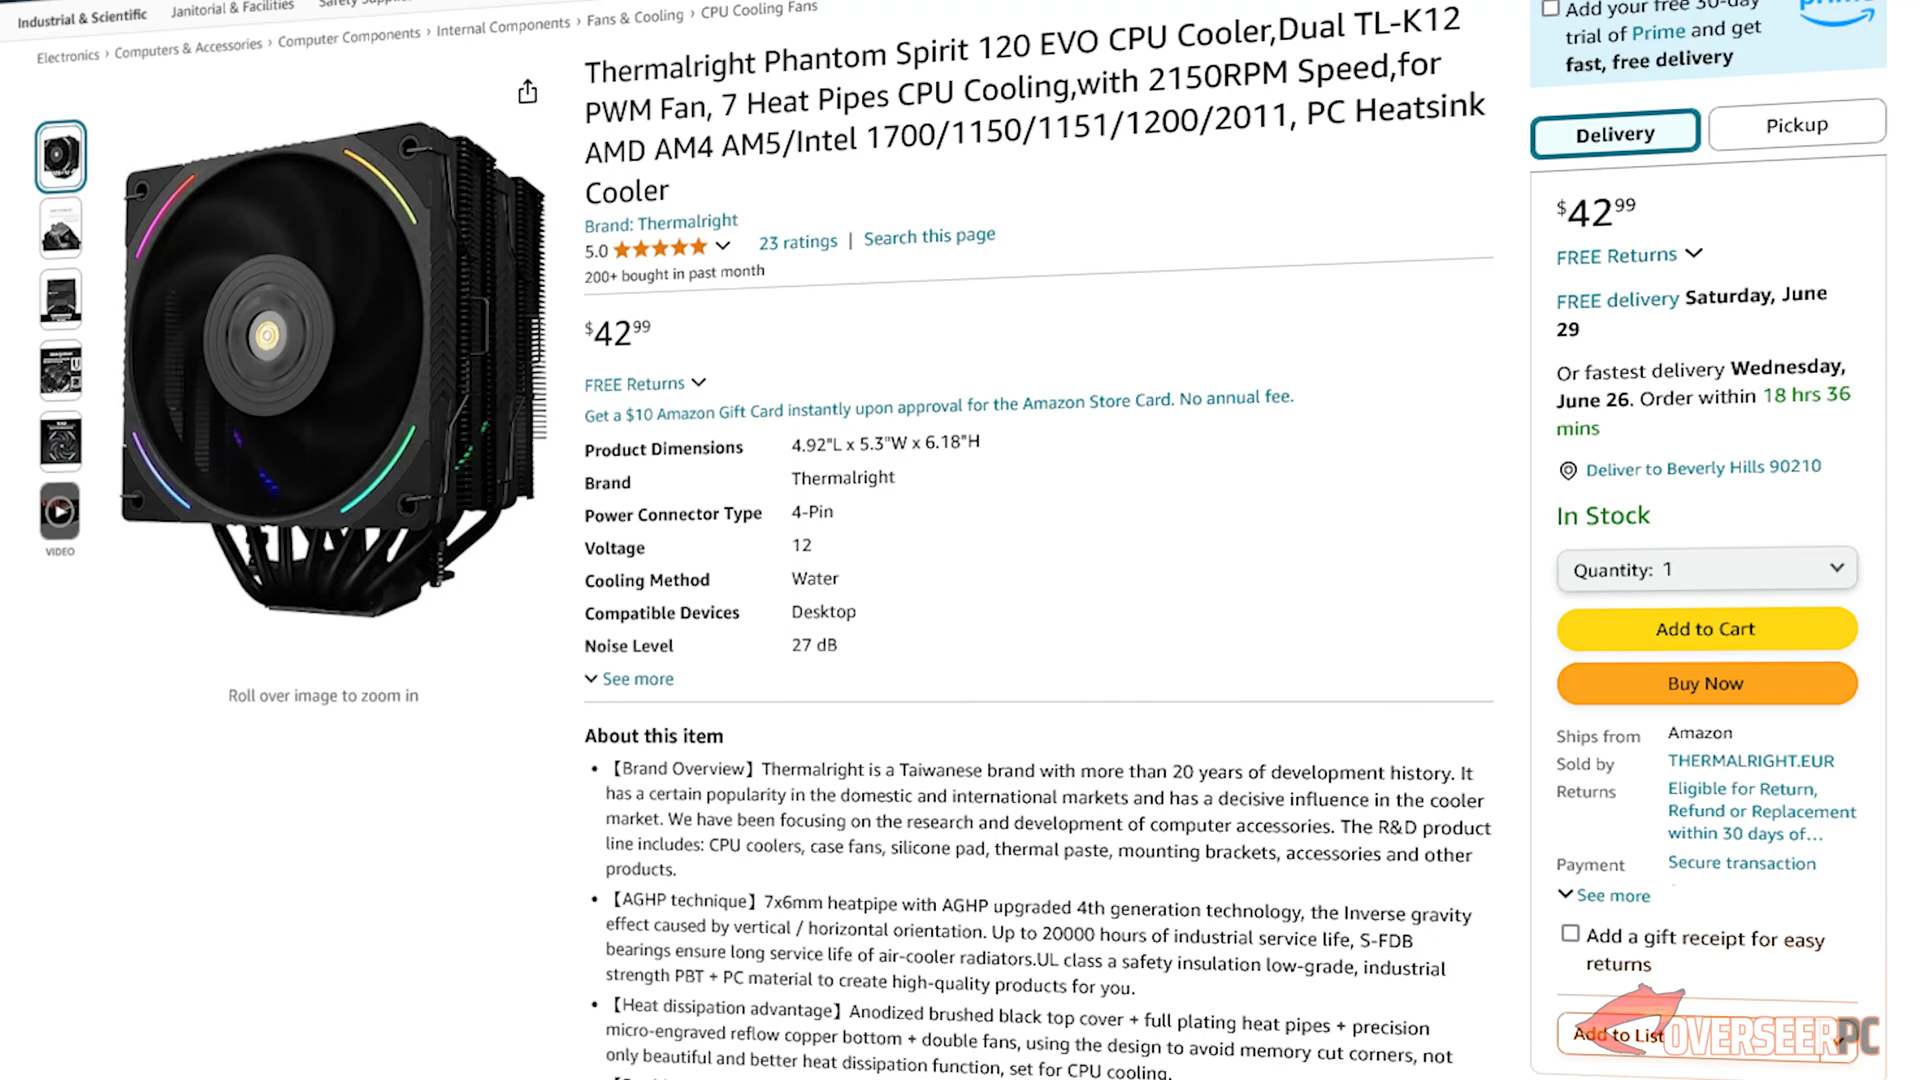 Industrial & Scientific
Janitorial & Facilities
Electronics › Computers & Accessories › Computer Components › Internal Components › Fans & Cooling › CPU Cooling Fans
Thermalright Phantom Spirit 120 EVO CPU Cooler,Dual TL-K12
PWM Fan, 7 Heat Pipes CPU Cooling,with 2150RPM Speed,for
AMD AM4 AM5/Intel 1700/1150/1151/1200/2011, PC Heatsink
Cooler
Brand: Thermalright
5.0
23 ratings | Search this page
200+ bought in past month
$42 99
FREE Returns
Get a $10 Amazon Gift Card instantly upon approval for the Amazon Store Card. No annual fee.
Product Dimensions 4.92"L x 5.3"W x 6.18"H
Brand Thermalright
Power Connector Type 4-Pin
Voltage 12
Cooling Method Water
Compatible Devices Desktop
Noise Level 27 dB
See more
VIDEO
Roll over image to zoom in
About this item
• 【Brand Overview】Thermalright is a Taiwanese brand with more than 20 years of development history. It
has a certain popularity in the domestic and international markets and has a decisive influence in the cooler
market. We have been focusing on the research and development of computer accessories. The R&D product
line includes: CPU coolers, case fans, silicone pad, thermal paste, mounting brackets, accessories and other
products.
• 【AGHP technique】7x6mm heatpipe with AGHP upgraded 4th generation technology, the Inverse gravity
effect caused by vertical / horizontal orientation. Up to 20000 hours of industrial service life, S-FDB
bearings ensure long service life of air-cooler radiators.UL class a safety insulation low-grade, industrial
strength PBT + PC material to create high-quality products for you.
• 【Heat dissipation advantage】Anodized brushed black top cover + full plating heat pipes + precision
micro-engraved reflow copper bottom + double fans, using the design to avoid memory cut corners, not
only beautiful and better heat dissipation function, set for CPU cooling.
Add your free 30-day
trial of Prime and get
fast, free delivery
prime
Delivery
Pickup
$42 99
FREE Returns
FREE delivery Saturday, June
29
Or fastest delivery Wednesday,
June 26. Order within 18 hrs 36
mins
Deliver to Beverly Hills 90210
In Stock
Quantity: 1
Add to Cart
Buy Now
Ships from Amazon
Sold by THERMALRIGHT.EUR
Returns Eligible for Return,
Refund or Replacement
within 30 days of...
Payment Secure transaction
See more
Add a gift receipt for easy
returns
Add to List
OVERSEERPC